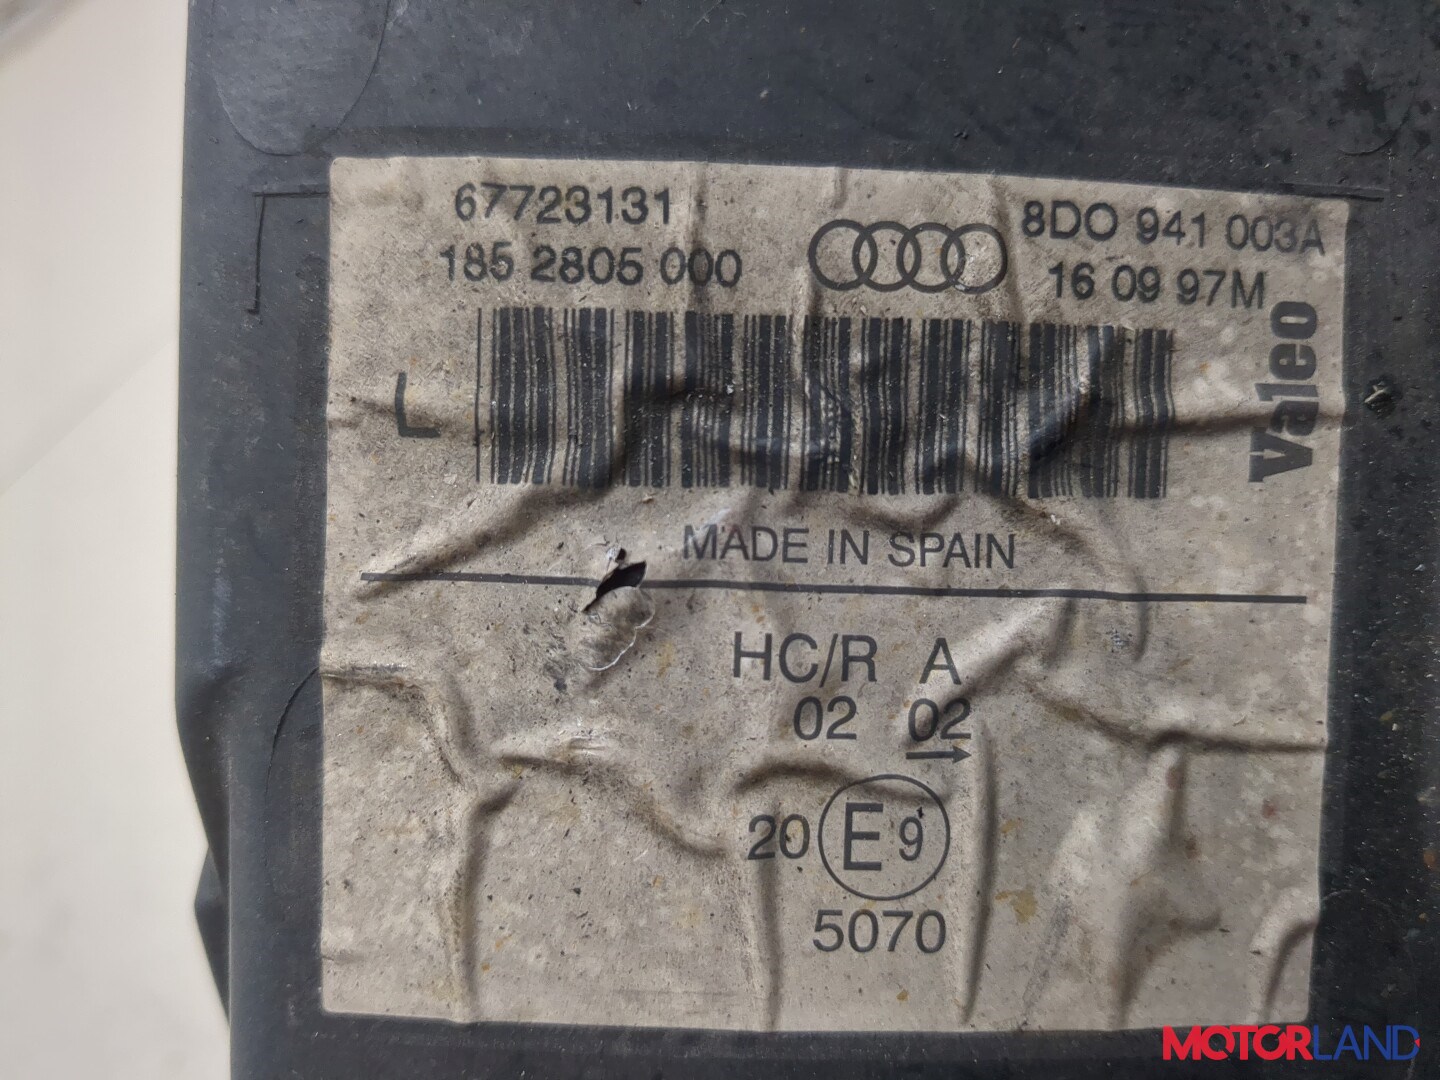 67723131
185 2805 000
8D0 941 003A
16 09 97M
Valeo
L
MADE IN SPAIN
HC/R A
02 02
20 E9
5070
MOTORLAND